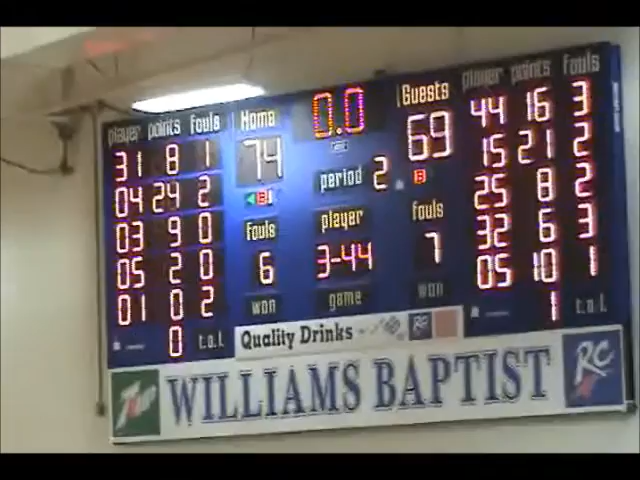 player points fouls Home 0.0 Guests player points fouls
31 8 1 74 69 44 16 3
04 24 2 B period 2 B 15 21 2
03 9 0 fouls player fouls 25 8 2
05 2 0 6 3-44 7 32 6 3
01 0 2 won game won 05 10 1
0 t.o.l. 1 t.o.l.
Quality Drinks RC
7up WILLIAMS BAPTIST RC